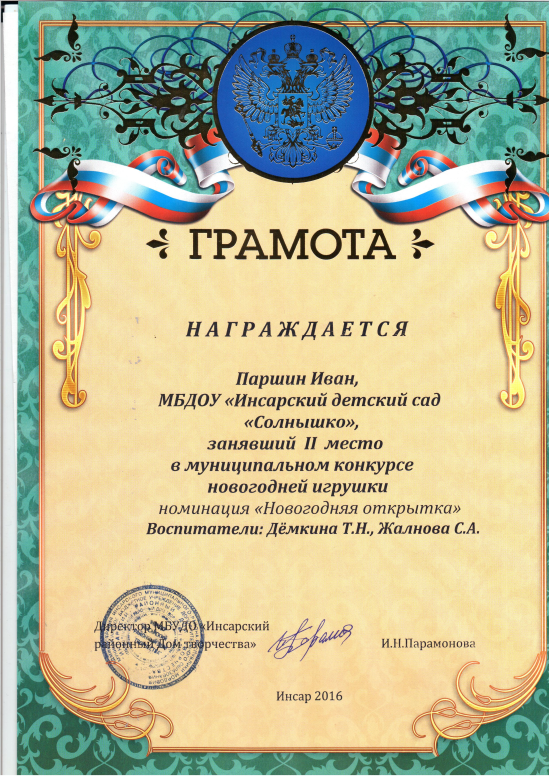 ГРАМОТА
НАГРАЖДАЕТСЯ
Паршин Иван,
МБДОУ «Инсарский детский сад
«Солнышко»,
занявший II место
в муниципальном конкурсе
новогодней игрушки
номинация «Новогодняя открытка»
Воспитатели: Дёмкина Т.Н., Жалнова С.А.
Директор МБУДО «Инсарский
районный Дом творчества» И.Н.Парамонова
Инсар 2016